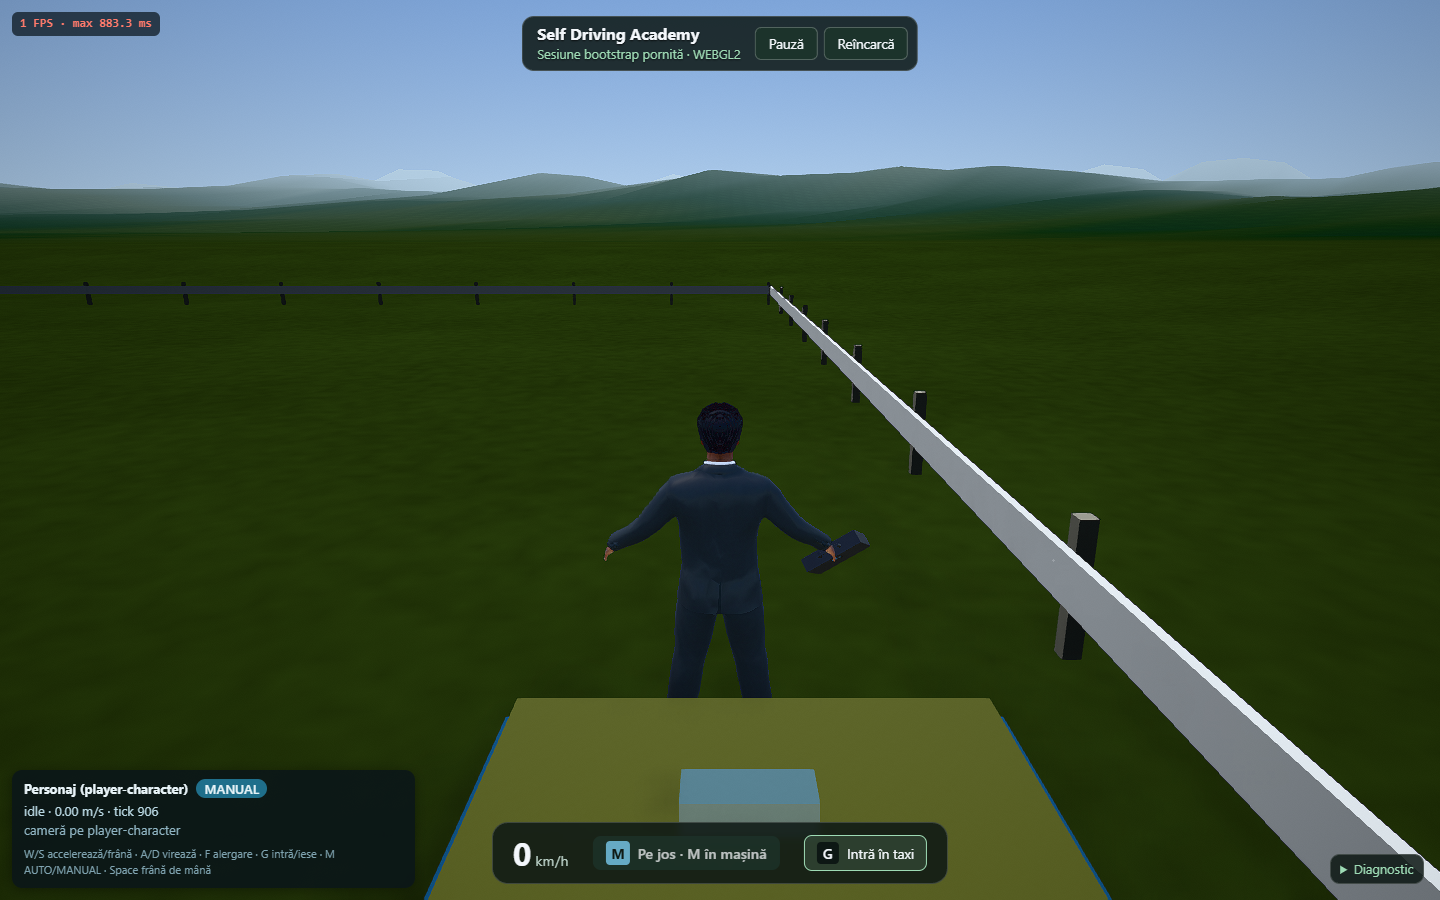 1 FPS · max 883.3 ms
Self Driving Academy
Sesiune bootstrap pornită · WEBGL2
Pauză
Reîncarcă
Personaj (player-character) MANUAL
idle · 0.00 m/s · tick 906
cameră pe player-character
W/S accelerează/frână · A/D virează · F alergare · G intră/iese · M
AUTO/MANUAL · Space frână de mână
0 km/h
M Pe jos · M în mașină
G Intră în taxi
▶ Diagnostic